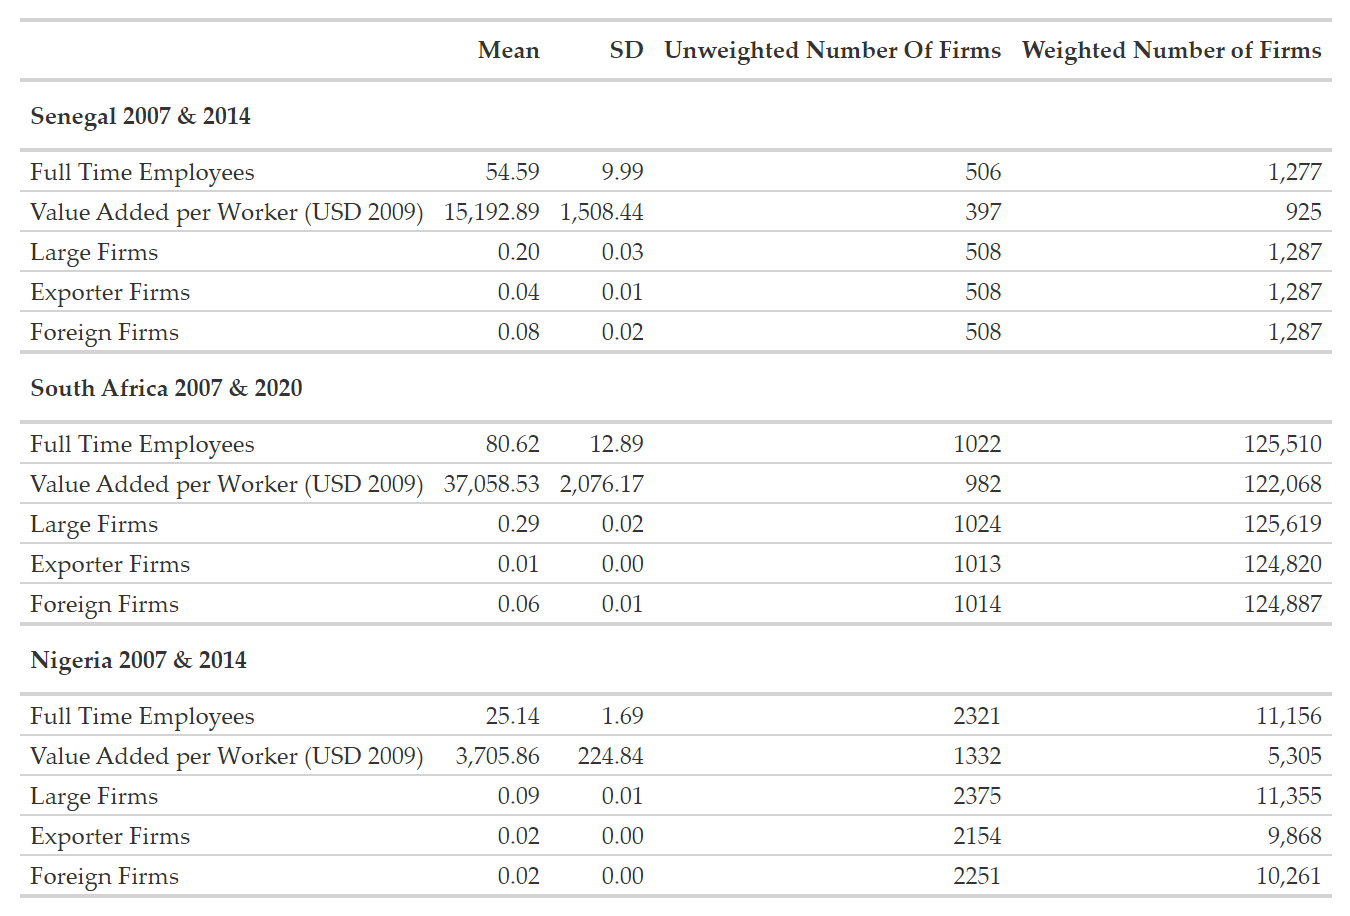 Mean SD Unweighted Number Of Firms Weighted Number of Firms
Senegal 2007 & 2014
Full Time Employees 54.59 9.99 506 1,277
Value Added per Worker (USD 2009) 15,192.89 1,508.44 397 925
Large Firms 0.20 0.03 508 1,287
Exporter Firms 0.04 0.01 508 1,287
Foreign Firms 0.08 0.02 508 1,287
South Africa 2007 & 2020
Full Time Employees 80.62 12.89 1022 125,510
Value Added per Worker (USD 2009) 37,058.53 2,076.17 982 122,068
Large Firms 0.29 0.02 1024 125,619
Exporter Firms 0.01 0.00 1013 124,820
Foreign Firms 0.06 0.01 1014 124,887
Nigeria 2007 & 2014
Full Time Employees 25.14 1.69 2321 11,156
Value Added per Worker (USD 2009) 3,705.86 224.84 1332 5,305
Large Firms 0.09 0.01 2375 11,355
Exporter Firms 0.02 0.00 2154 9,868
Foreign Firms 0.02 0.00 2251 10,261